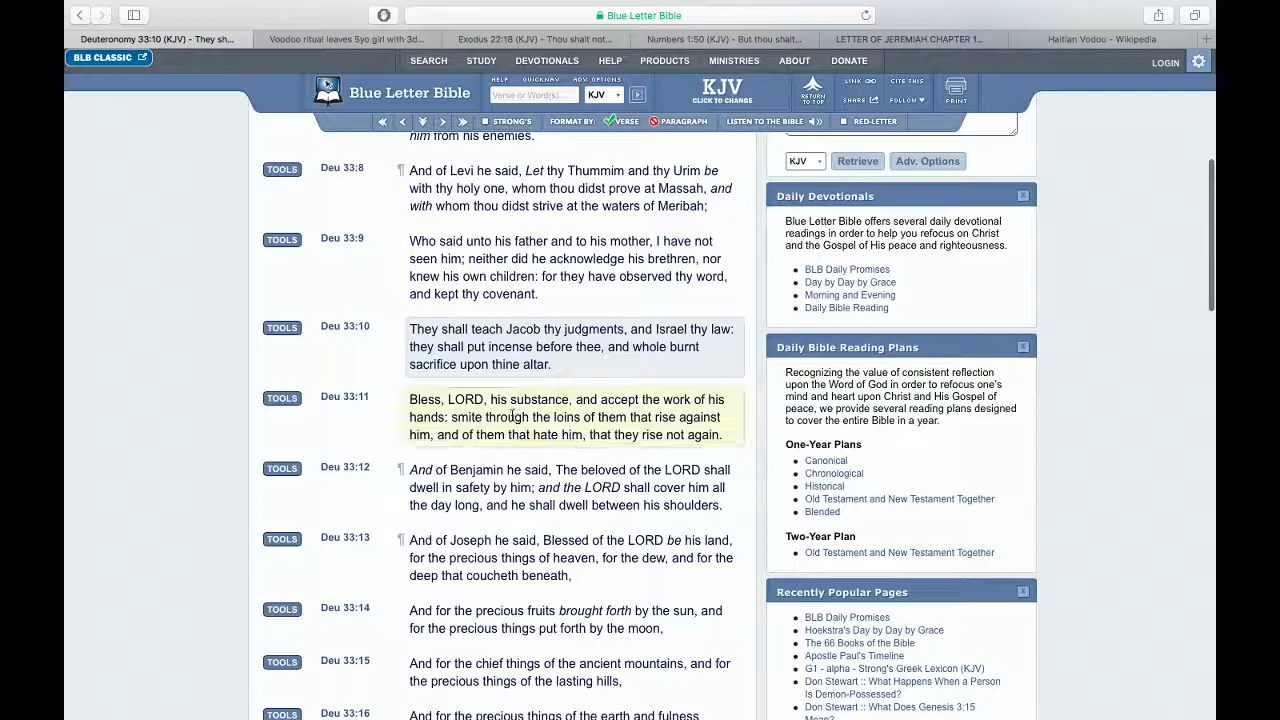 Blue Letter Bible
Deuteronomy 33:10 (KJV) - They sh...
Voodoo ritual leaves 5yo girl with 3d...
Exodus 22:18 (KJV) - Thou shalt not...
Numbers 1:50 (KJV) - But thou shalt...
LETTER OF JEREMIAH CHAPTER 1...
Haitian Vodou - Wikipedia
BLB CLASSIC
SEARCH STUDY DEVOTIONALS HELP PRODUCTS MINISTRIES ABOUT DONATE
LOGIN
Blue Letter Bible
HELP QUICKNAV ADV. OPTIONS
Verse or Word(s)...
KJV
KJV
CLICK TO CHANGE
RETURN
TO TOP
LINK
SHARE
CITE THIS
FOLLOW
PRINT
STRONG'S FORMAT BY: VERSE PARAGRAPH LISTEN TO THE BIBLE RED-LETTER
him from his enemies.
TOOLS Deu 33:8 ¶ And of Levi he said, Let thy Thummim and thy Urim be
with thy holy one, whom thou didst prove at Massah, and
with whom thou didst strive at the waters of Meribah;
TOOLS Deu 33:9 Who said unto his father and to his mother, I have not
seen him; neither did he acknowledge his brethren, nor
knew his own children: for they have observed thy word,
and kept thy covenant.
TOOLS Deu 33:10 They shall teach Jacob thy judgments, and Israel thy law:
they shall put incense before thee, and whole burnt
sacrifice upon thine altar.
TOOLS Deu 33:11 Bless, LORD, his substance, and accept the work of his
hands: smite through the loins of them that rise against
him, and of them that hate him, that they rise not again.
TOOLS Deu 33:12 ¶ And of Benjamin he said, The beloved of the LORD shall
dwell in safety by him; and the LORD shall cover him all
the day long, and he shall dwell between his shoulders.
TOOLS Deu 33:13 ¶ And of Joseph he said, Blessed of the LORD be his land,
for the precious things of heaven, for the dew, and for the
deep that coucheth beneath,
TOOLS Deu 33:14 And for the precious fruits brought forth by the sun, and
for the precious things put forth by the moon,
TOOLS Deu 33:15 And for the chief things of the ancient mountains, and for
the precious things of the lasting hills,
TOOLS Deu 33:16 And for the precious things of the earth and fulness
KJV Retrieve Adv. Options
Daily Devotionals
Blue Letter Bible offers several daily devotional
readings in order to help you refocus on Christ
and the Gospel of His peace and righteousness.
BLB Daily Promises
Day by Day by Grace
Morning and Evening
Daily Bible Reading
Daily Bible Reading Plans
Recognizing the value of consistent reflection
upon the Word of God in order to refocus one's
mind and heart upon Christ and His Gospel of
peace, we provide several reading plans designed
to cover the entire Bible in a year.
One-Year Plans
Canonical
Chronological
Historical
Old Testament and New Testament Together
Blended
Two-Year Plan
Old Testament and New Testament Together
Recently Popular Pages
BLB Daily Promises
Hoekstra's Day by Day by Grace
The 66 Books of the Bible
Apostle Paul's Timeline
G1 - alpha - Strong's Greek Lexicon (KJV)
Don Stewart :: What Happens When a Person
Is Demon-Possessed?
Don Stewart :: What Does Genesis 3:15
Mean?